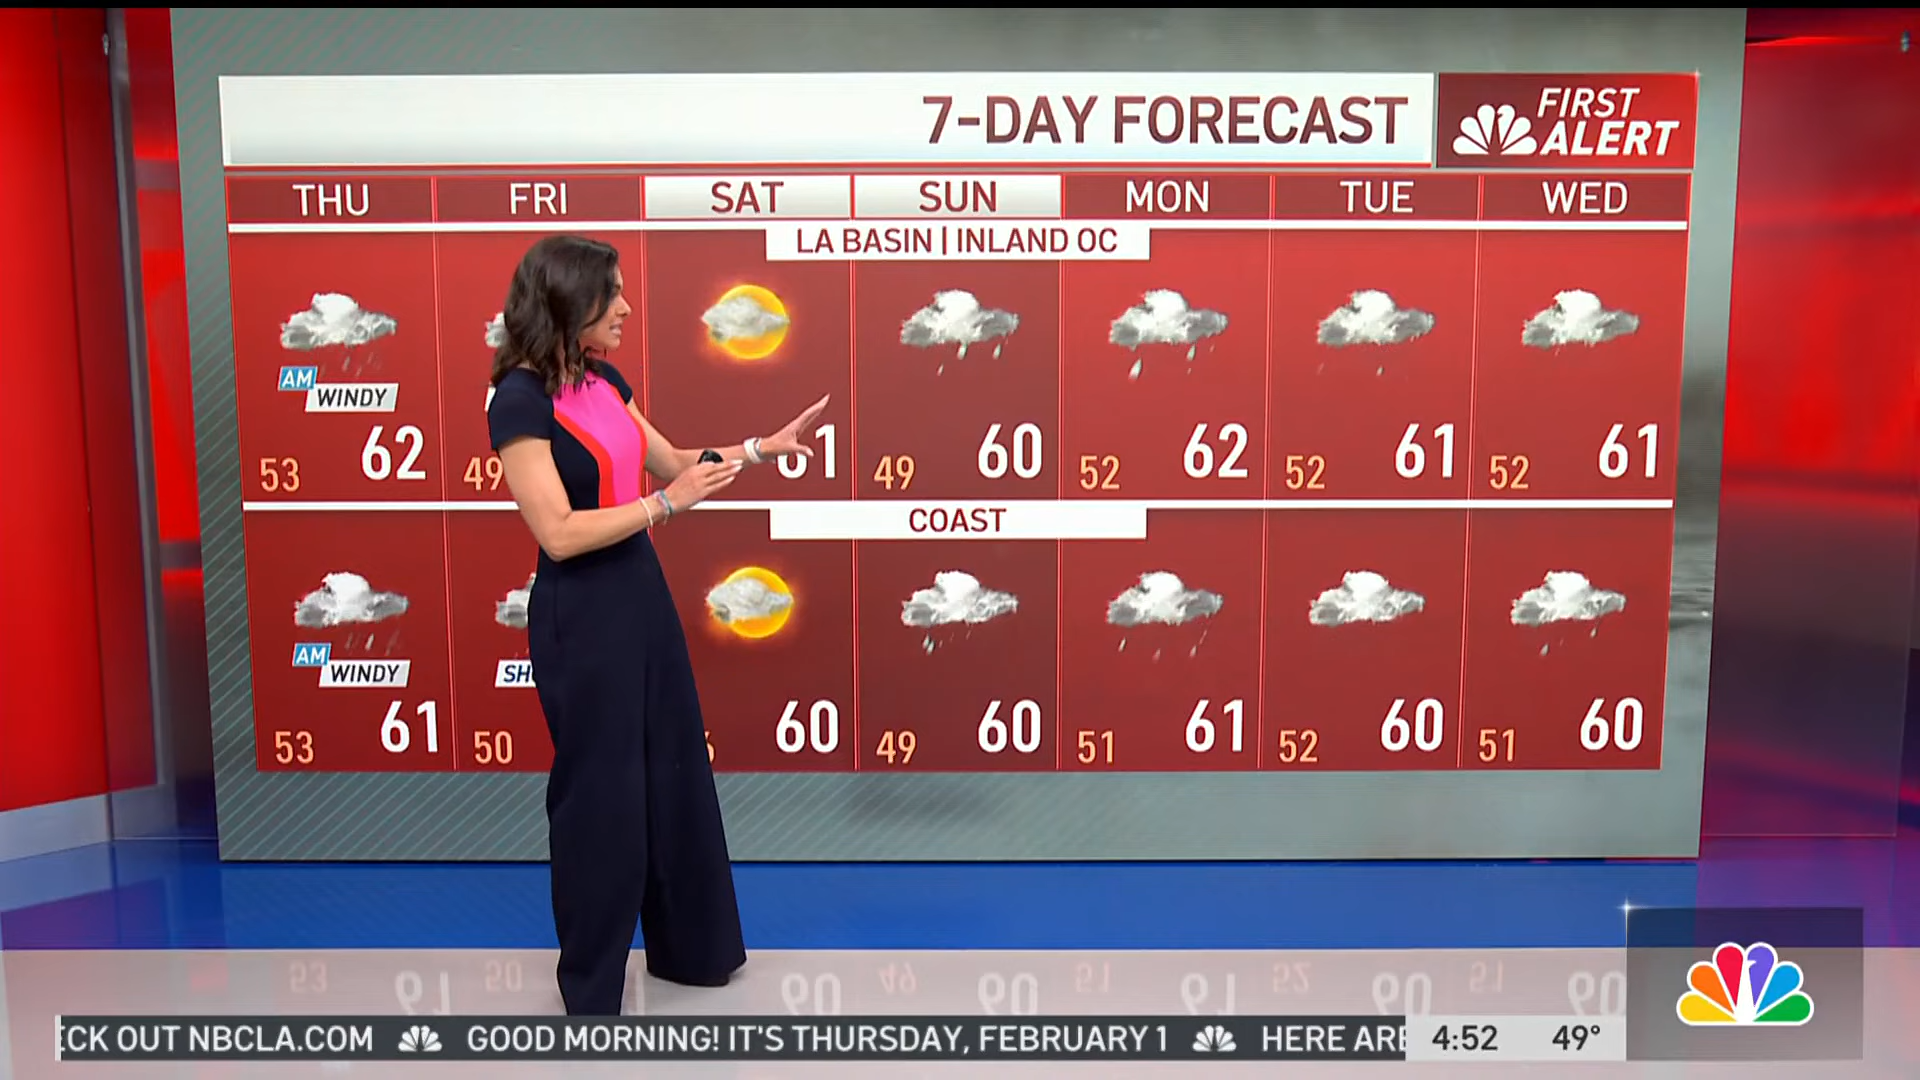 7-DAY FORECAST
FIRST
ALERT
THU FRI SAT SUN MON TUE WED
LA BASIN | INLAND OC
AM
WINDY
53 62 49 61 49 60 52 62 52 61 52 61
COAST
AM
WINDY
53 61 50 60 49 60 51 61 52 60 51 60
ECK OUT NBCLA.COM GOOD MORNING! IT'S THURSDAY, FEBRUARY 1 HERE ARE 4:52 49°